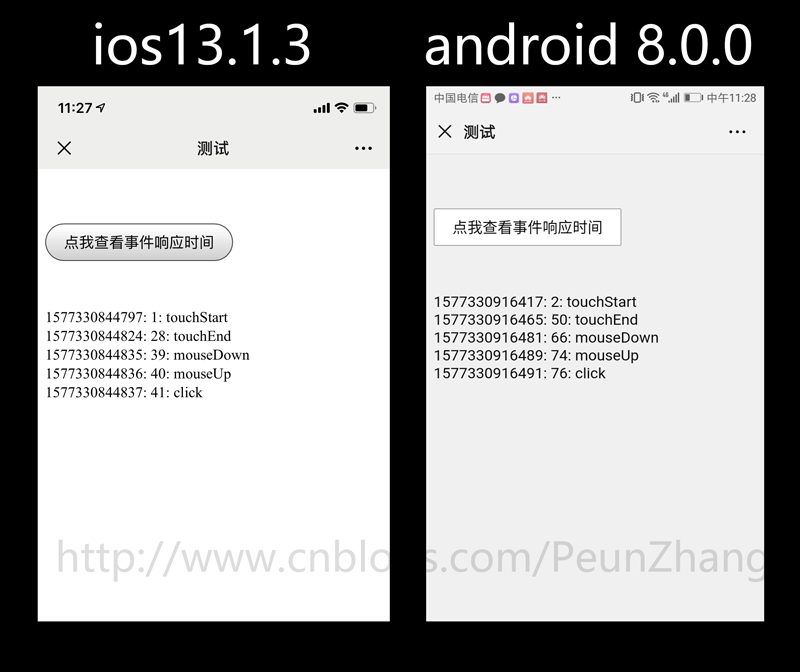 ios13.1.3
android 8.0.0
11:27
测试
点我查看事件响应时间
1577330844797: 1: touchStart
1577330844824: 28: touchEnd
1577330844835: 39: mouseDown
1577330844836: 40: mouseUp
1577330844837: 41: click
中国电信
中午11:28
测试
点我查看事件响应时间
1577330916417: 2: touchStart
1577330916465: 50: touchEnd
1577330916481: 66: mouseDown
1577330916489: 74: mouseUp
1577330916491: 76: click
http://www.cnblogs.com/PeunZhang